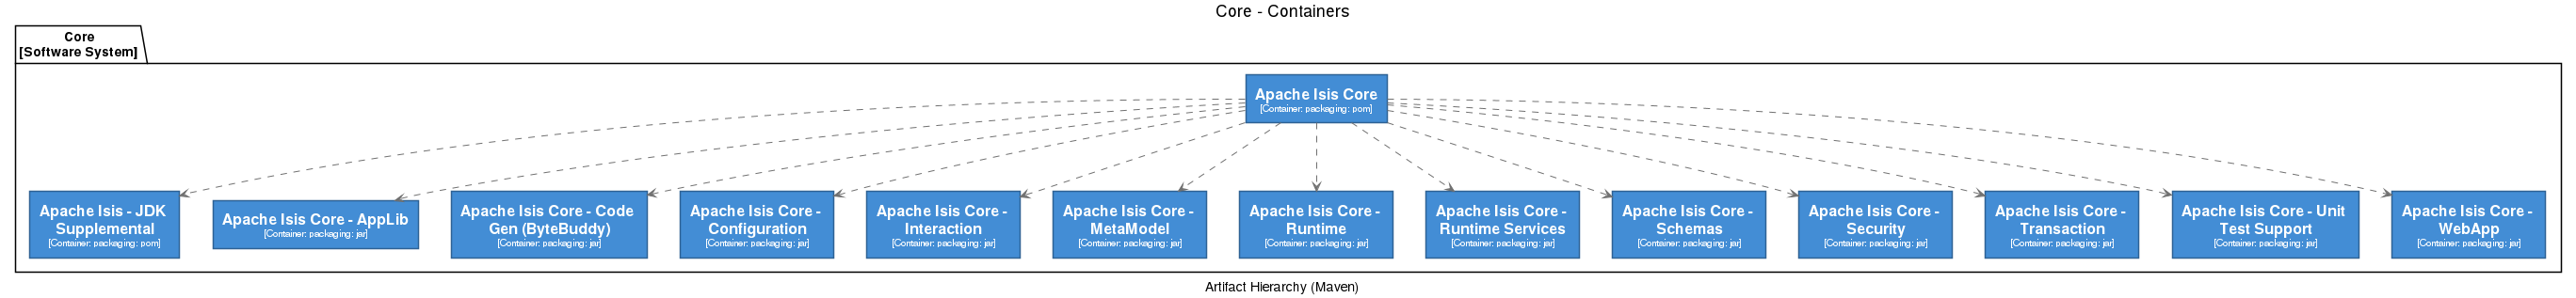 Core - Containers
Core
[Software System]
Apache Isis Core
[Container: packaging: pom]
Apache Isis - JDK
Supplemental
[Container: packaging: pom]
Apache Isis Core - AppLib
[Container: packaging: jar]
Apache Isis Core - Code
Gen (ByteBuddy)
[Container: packaging: jar]
Apache Isis Core -
Configuration
[Container: packaging: jar]
Apache Isis Core -
Interaction
[Container: packaging: jar]
Apache Isis Core -
MetaModel
[Container: packaging: jar]
Apache Isis Core -
Runtime
[Container: packaging: jar]
Apache Isis Core -
Runtime Services
[Container: packaging: jar]
Apache Isis Core -
Schemas
[Container: packaging: jar]
Apache Isis Core -
Security
[Container: packaging: jar]
Apache Isis Core -
Transaction
[Container: packaging: jar]
Apache Isis Core - Unit
Test Support
[Container: packaging: jar]
Apache Isis Core -
WebApp
[Container: packaging: jar]
Artifact Hierarchy (Maven)